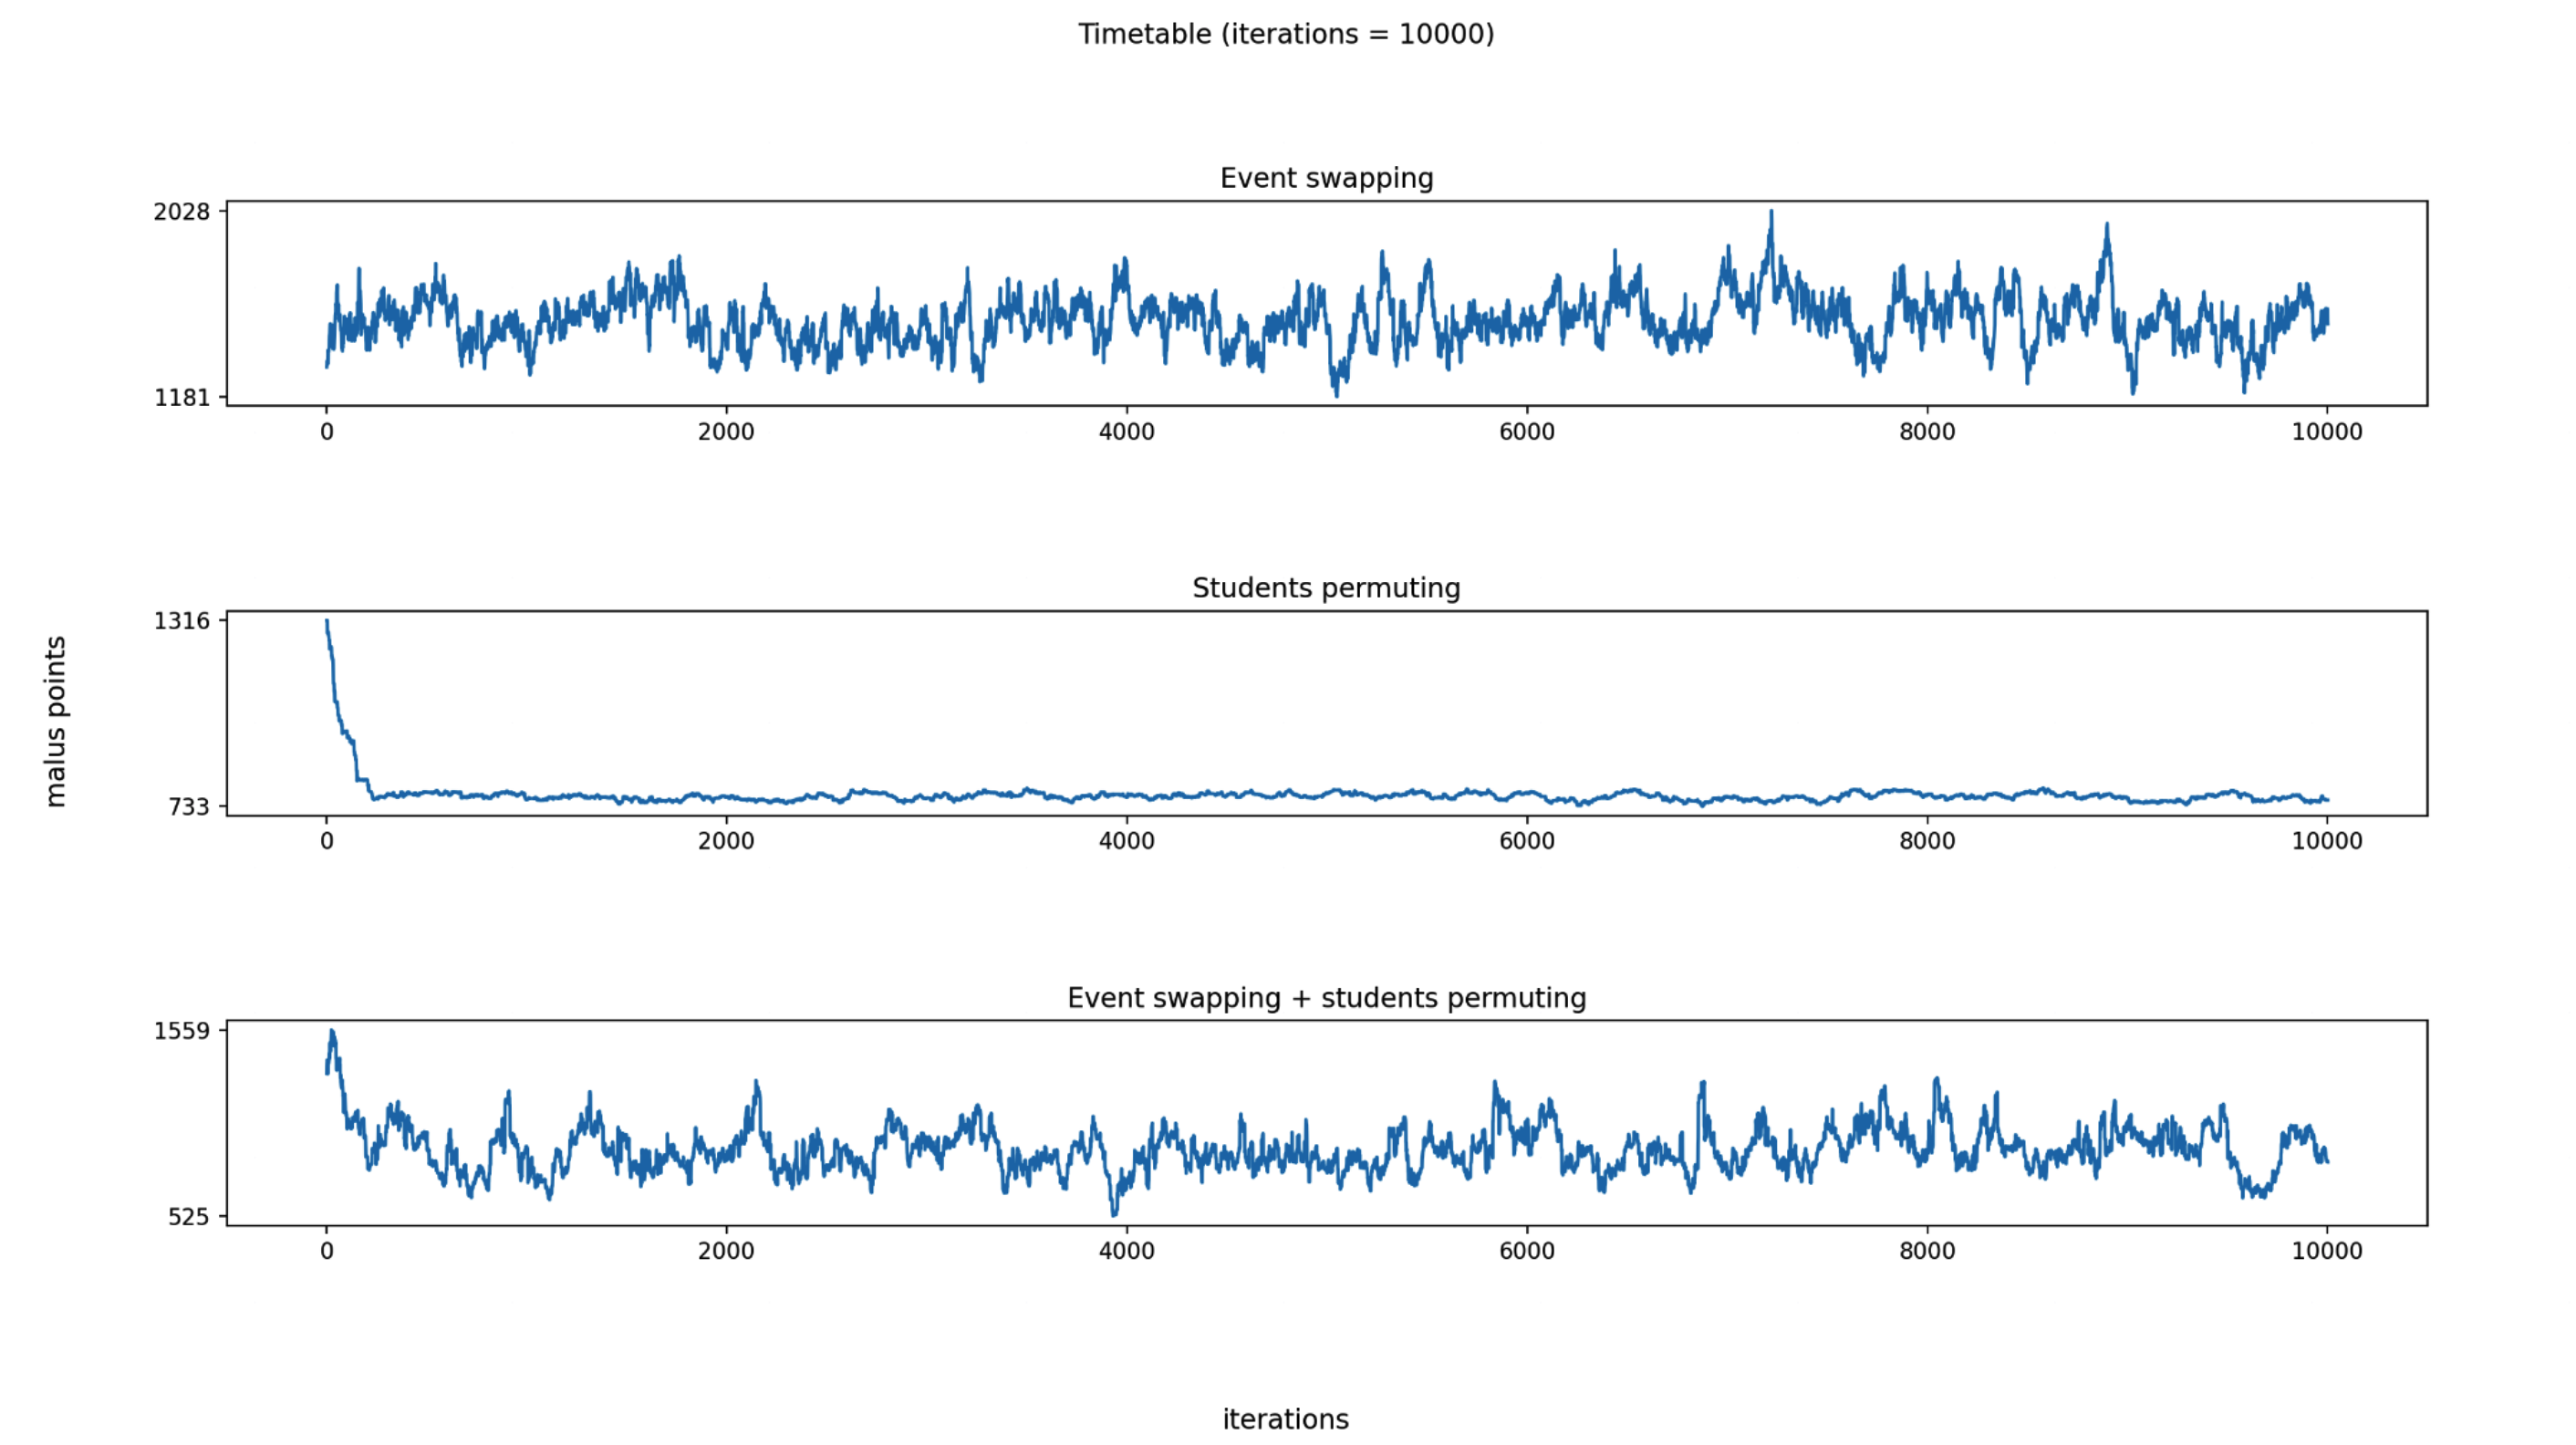 Timetable (iterations = 10000)
Event swapping
2028
1181
0 2000 4000 6000 8000 10000
Students permuting
1316
733
0 2000 4000 6000 8000 10000
malus points
Event swapping + students permuting
1559
525
0 2000 4000 6000 8000 10000
iterations